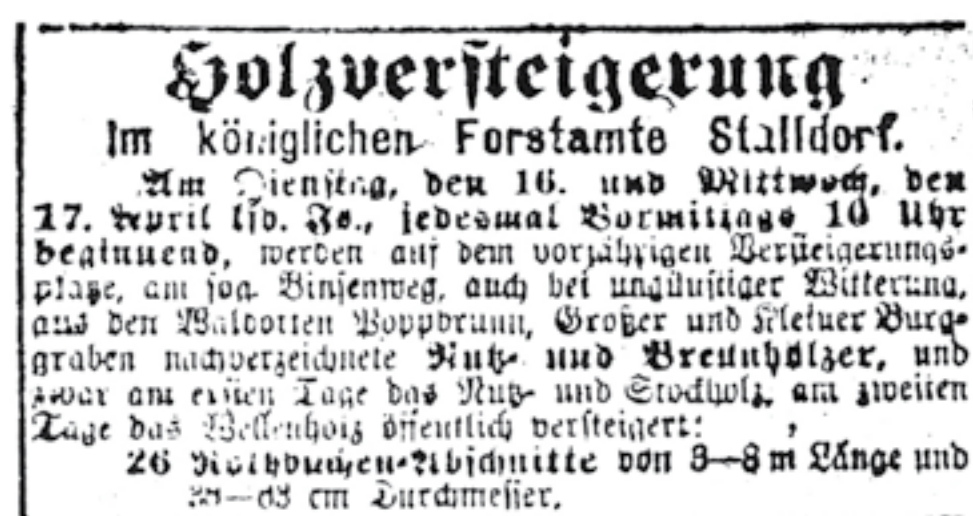 Holzversteigerung
Im königlichen Forstamte Stalldorf.
Am Dienstag, den 16. und Mittwoch, den
17. April lfd. Js., jedesmal Vormittags 10 Uhr
beginnend, werden auf dem vorjährigen Versteigerungs-
platze, am sog. Binsenweg, auch bei ungünstiger Witterung,
aus den Waldorten Poppbrunn, Großer und Kleiner Burg-
graben nachverzeichnete Nutz- und Brennhölzer, und
zwar am ersten Tage das Nutz- und Stockholz, am zweiten
Tage das Wellenholz öffentlich versteigert:
26 Rothbuchen-Abschnitte von 3—8 m Länge und
cm Durchmesser,